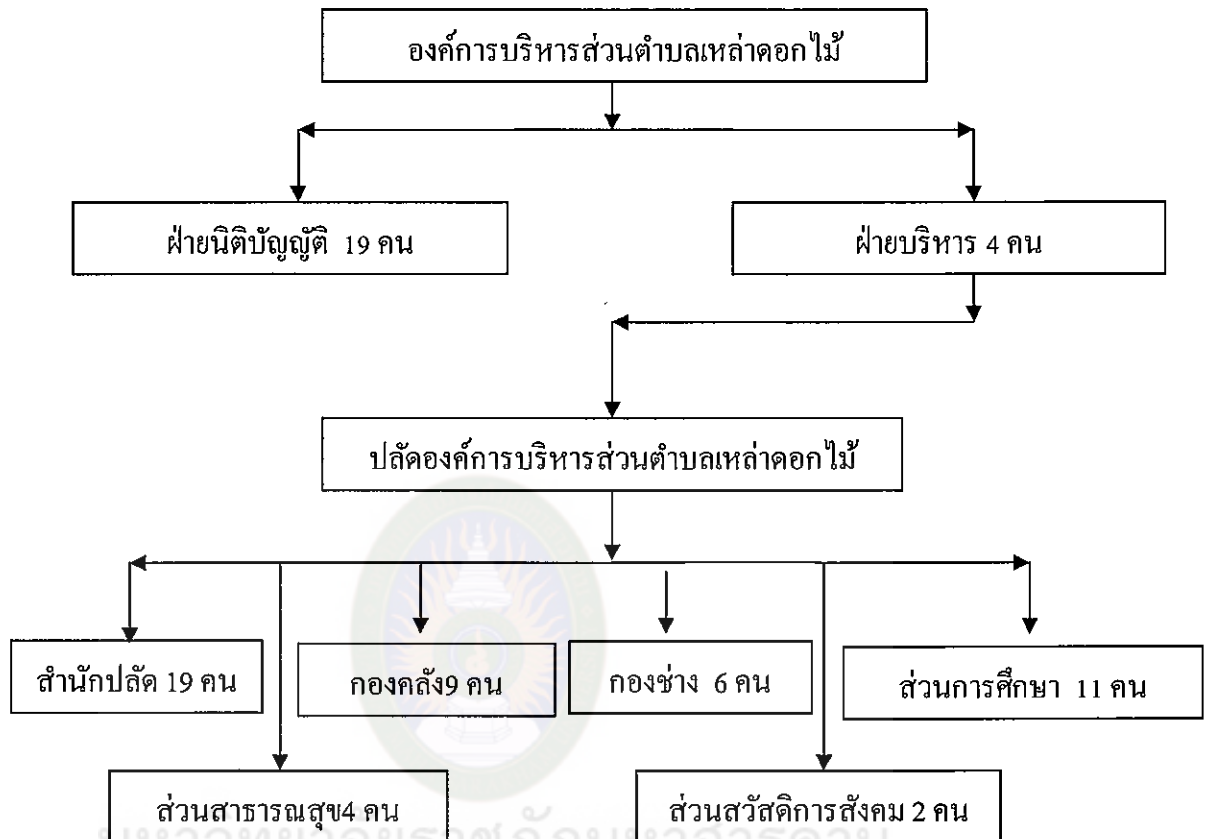 องค์การบริหารส่วนตำบลเหล่าดอกไม้
ฝ่ายนิติบัญญัติ 19 คน
ฝ่ายบริหาร 4 คน
ปลัดองค์การบริหารส่วนตำบลเหล่าดอกไม้
สำนักปลัด 19 คน
กองคลัง9 คน
กองช่าง 6 คน
ส่วนการศึกษา 11 คน
ส่วนสาธารณสุข4 คน
ส่วนสวัสดิการสังคม 2 คน